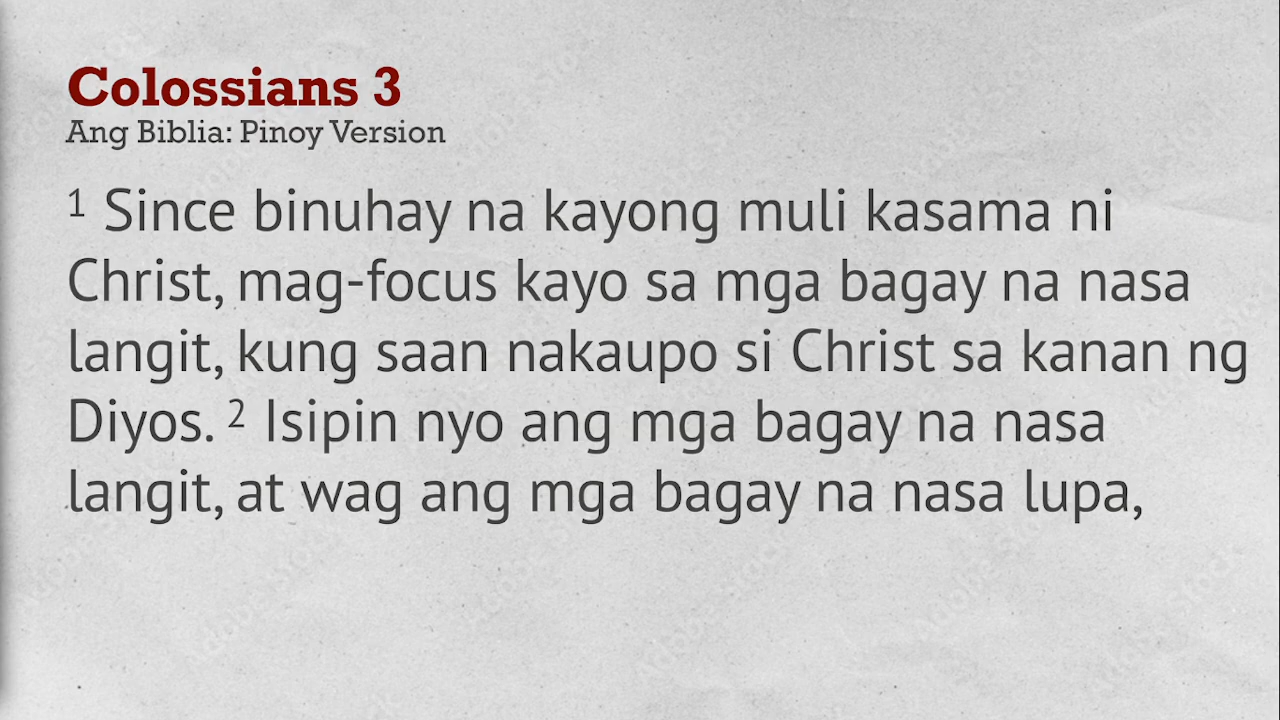 Colossians 3
Ang Biblia: Pinoy Version
1 Since binuhay na kayong muli kasama ni
Christ, mag-focus kayo sa mga bagay na nasa
langit, kung saan nakaupo si Christ sa kanan ng
Diyos. 2 Isipin nyo ang mga bagay na nasa
langit, at wag ang mga bagay na nasa lupa,